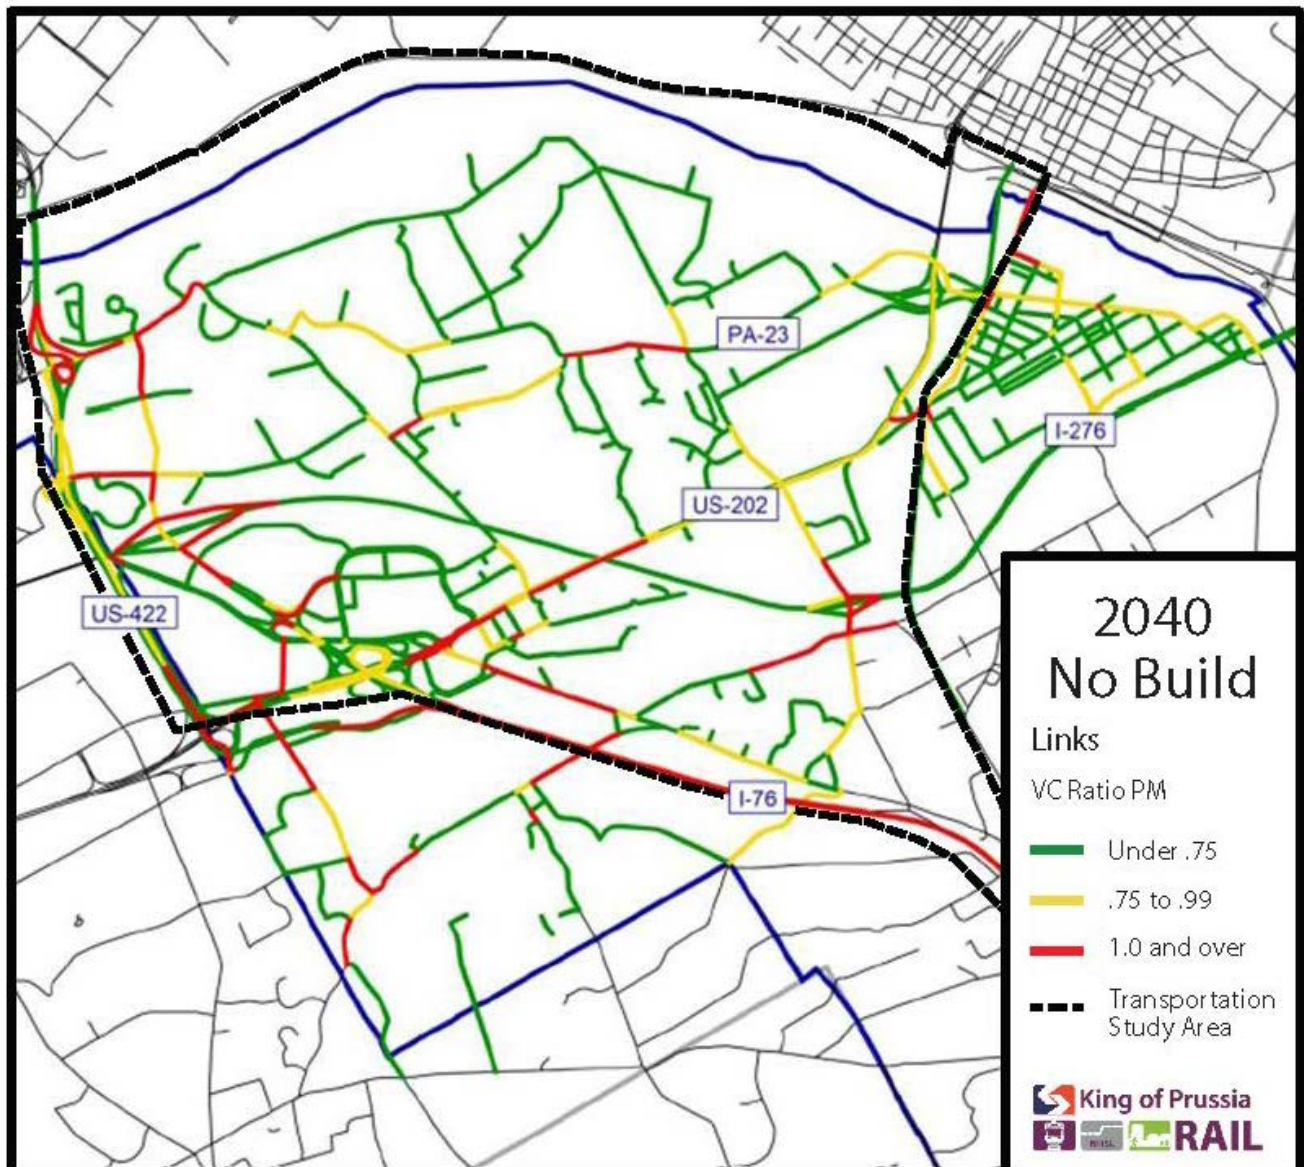 PA-23
I-276
US-202
US-422
I-76
2040
No Build
Links
VC Ratio PM
Under .75
.75 to .99
1.0 and over
Transportation
Study Area
King of Prussia
RAIL